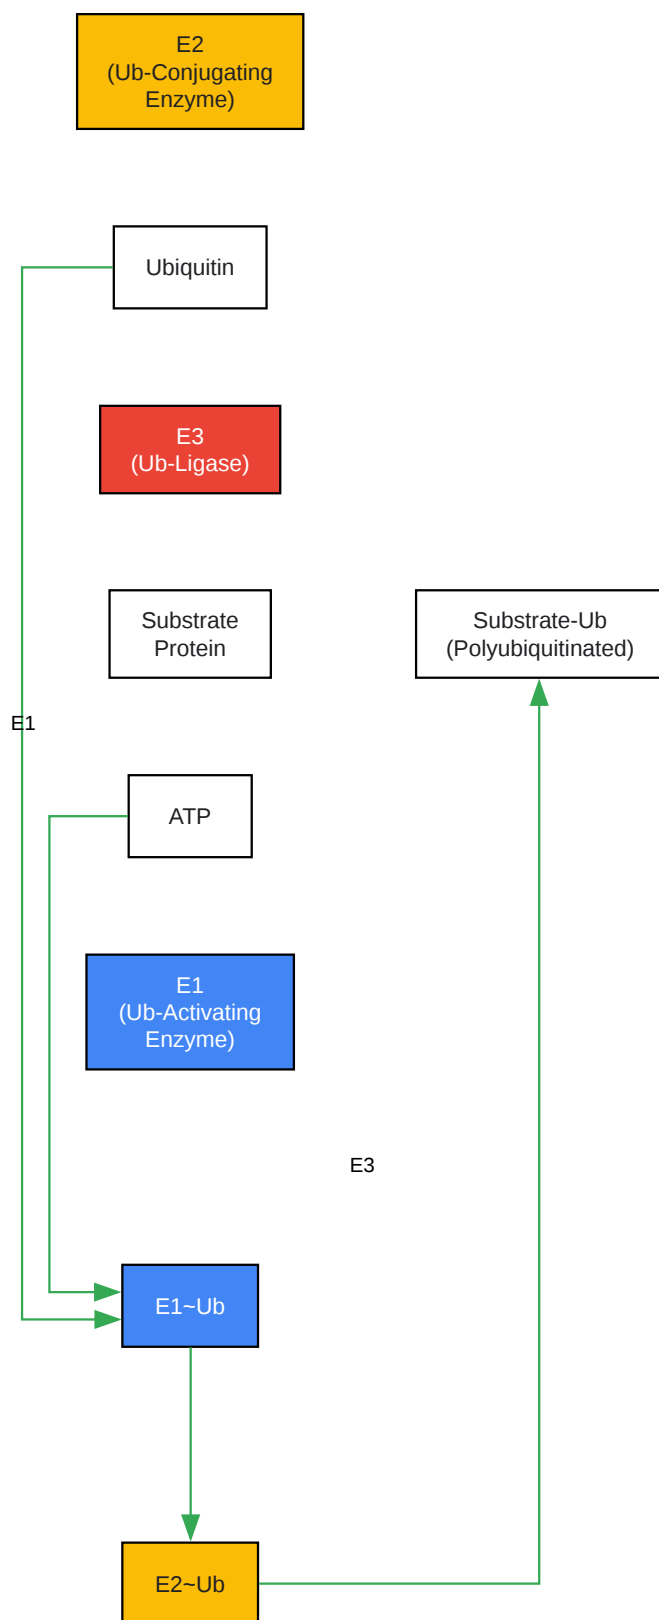 E2
(Ub-Conjugating
Enzyme)
Ubiquitin
E3
(Ub-Ligase)
Substrate
Protein
Substrate-Ub
(Polyubiquitinated)
E1
ATP
E1
(Ub-Activating
Enzyme)
E3
E1~Ub
E2~Ub